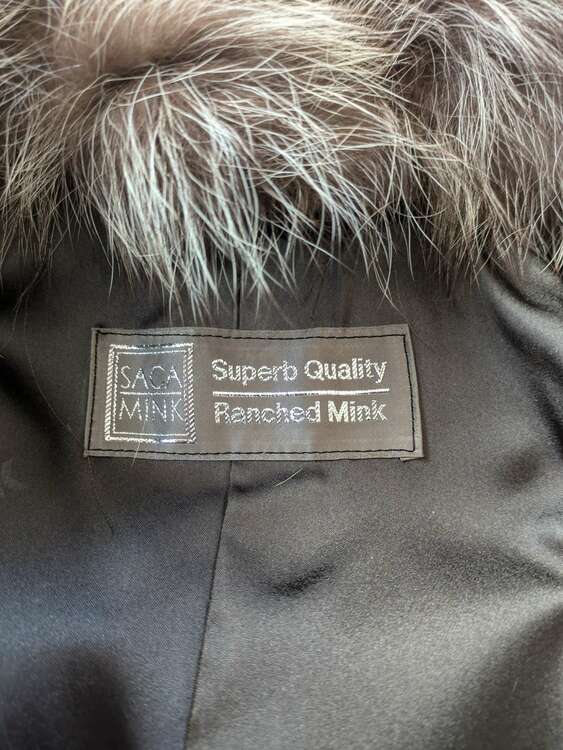 SAGA
MINK
Superb Quality
Ranched Mink